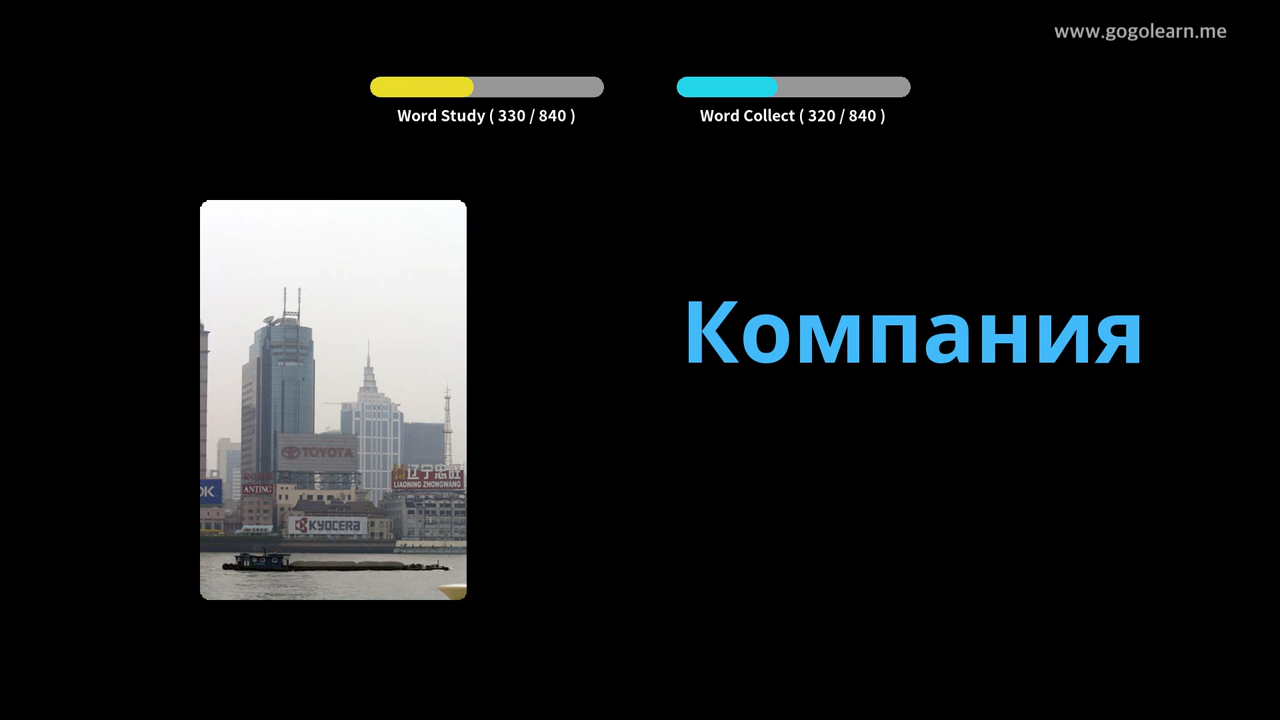 www.gogolearn.me
Word Study ( 330 / 840 )
Word Collect ( 320 / 840 )
Компания
TOYOTA
辽宁忠旺
LIAONING ZHONGWANG
ANTING
KYOCERA